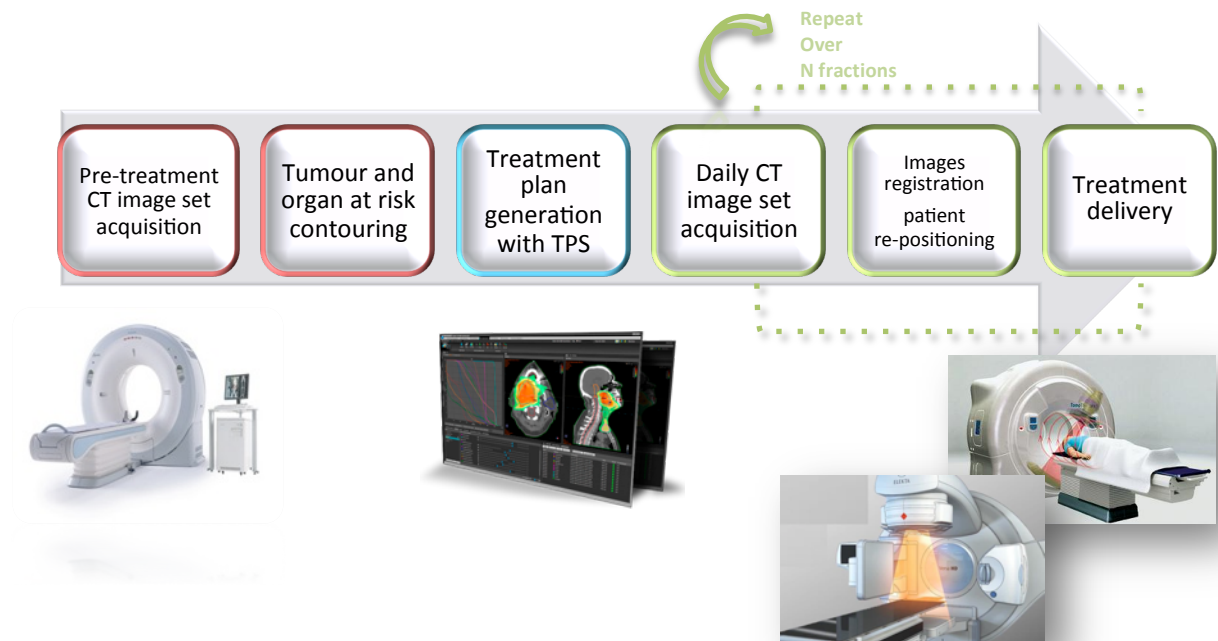 Repeat
Over
N fractions
Pre-treatment
CT image set
acquisition
Tumour and
organ at risk
contouring
Treatment
plan
generation
with TPS
Daily CT
image set
acquisition
Images
registration
patient
re-positioning
Treatment
delivery
ELEKTA